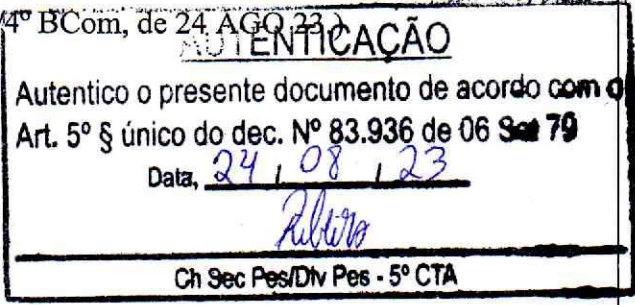 4º BCom, de 24 AGO 23 )
AUTENTICAÇÃO
Autentico o presente documento de acordo com o
Art. 5º § único do dec. Nº 83.936 de 06 Set 79
Data, 24 / 08 / 23
Ribeiro
Ch Sec Pes/Div Pes - 5º CTA